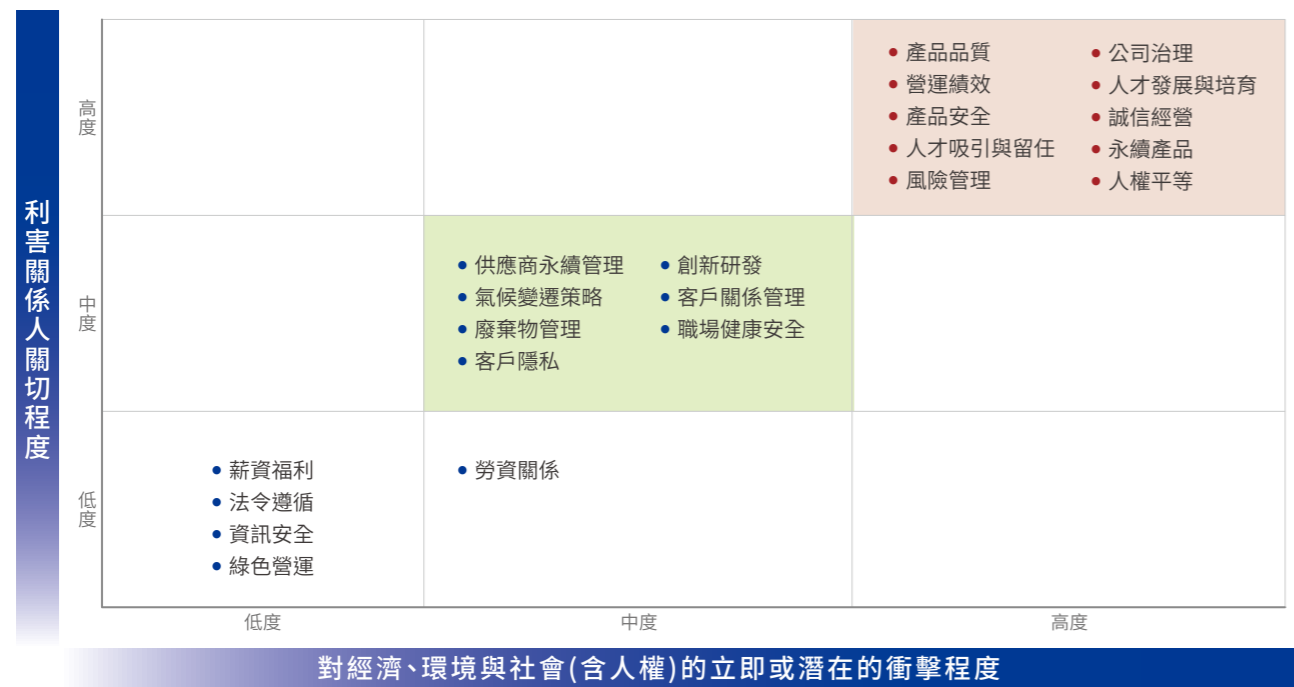 利害關係人關切程度
高度
產品品質
營運績效
產品安全
人才吸引與留任
風險管理
公司治理
人才發展與培育
誠信經營
永續產品
人權平等
中度
供應商永續管理
氣候變遷策略
廢棄物管理
客戶隱私
創新研發
客戶關係管理
職場健康安全
低度
薪資福利
法令遵循
資訊安全
綠色營運
勞資關係
低度
中度
高度
對經濟、環境與社會(含人權)的立即或潛在的衝擊程度